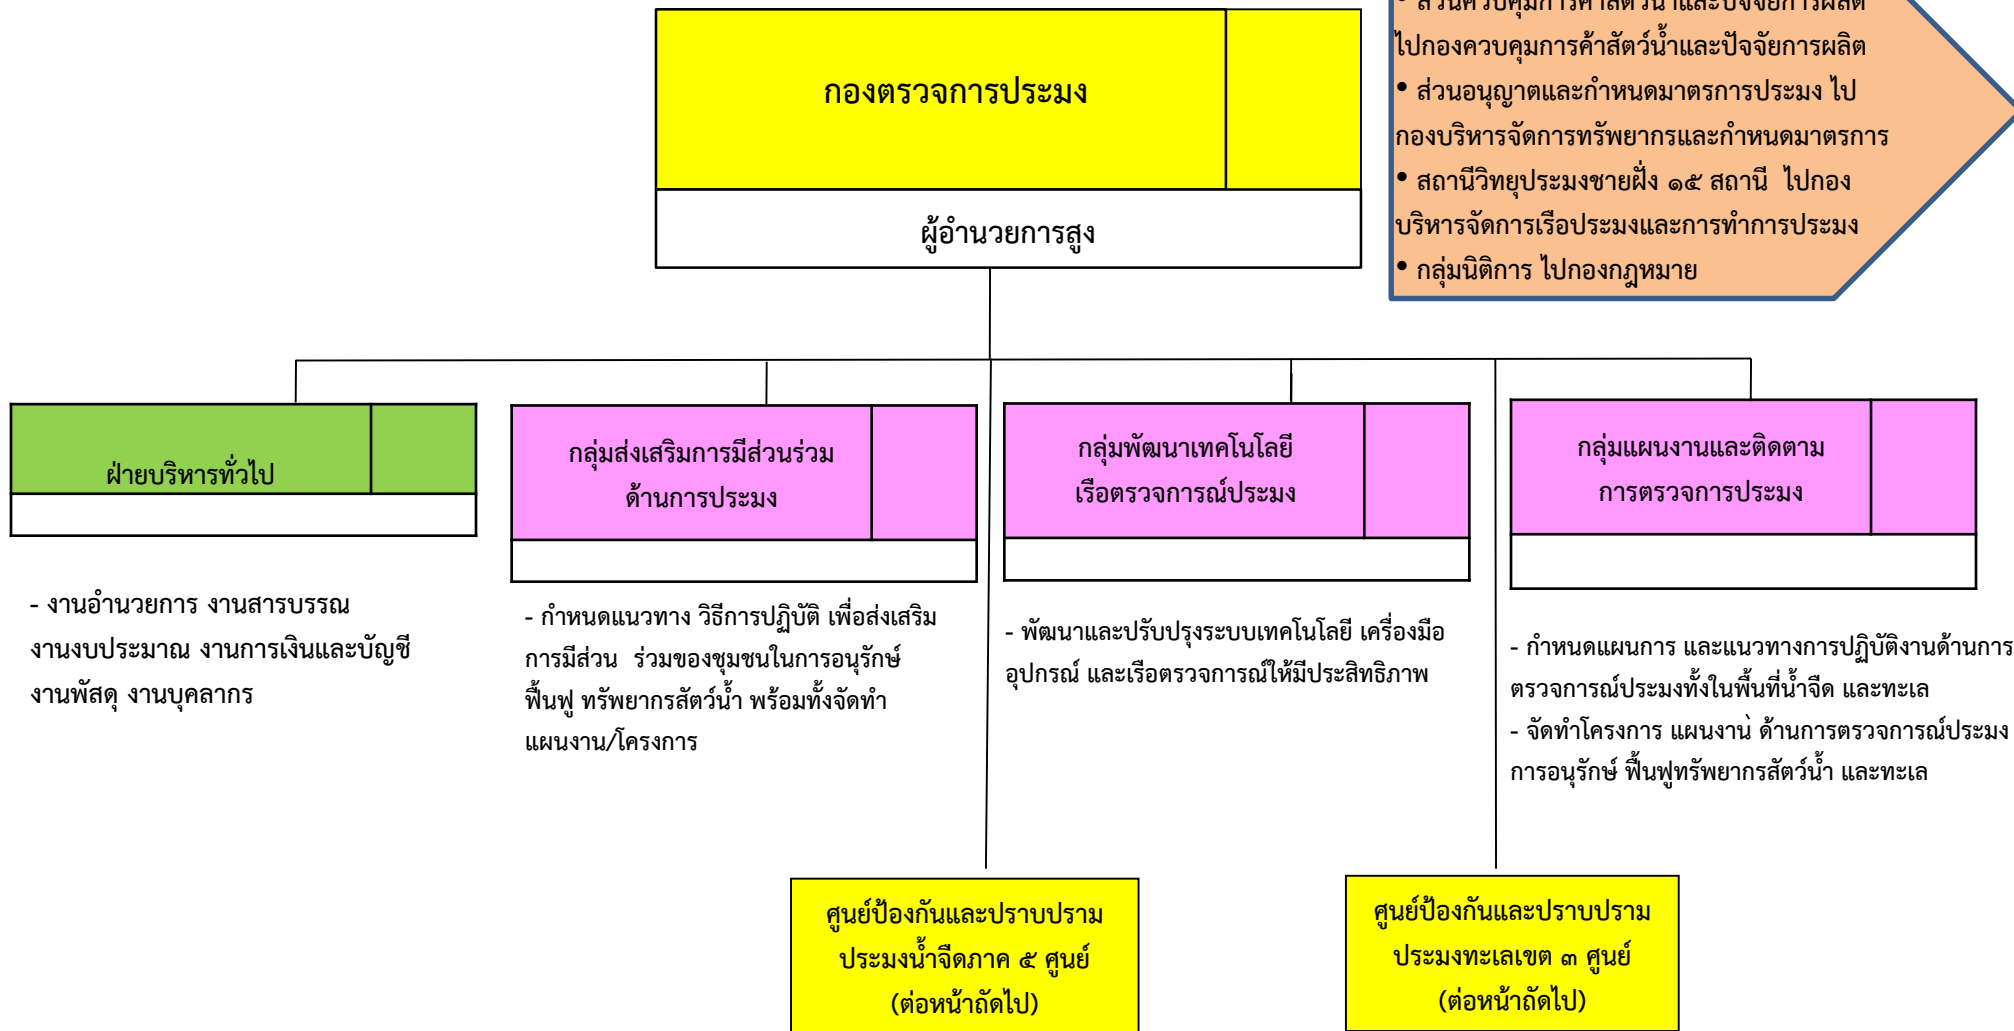 กองตรวจการประมง
ผู้อำนวยการสูง
• ส่วนควบคุมการค้าสัตว์น้ำและปัจจัยการผลิต
ไปกองควบคุมการค้าสัตว์น้ำและปัจจัยการผลิต
• ส่วนอนุญาตและกำหนดมาตรการประมง ไป
กองบริหารจัดการทรัพยากรและกำหนดมาตรการ
• สถานีวิทยุประมงชายฝั่ง ๑๕ สถานี ไปกอง
บริหารจัดการเรือประมงและการทำการประมง
• กลุ่มนิติการ ไปกองกฎหมาย
ฝ่ายบริหารทั่วไป
- งานอำนวยการ งานสารบรรณ
งานงบประมาณ งานการเงินและบัญชี
งานพัสดุ งานบุคลากร
กลุ่มส่งเสริมการมีส่วนร่วม
ด้านการประมง
- กำหนดแนวทาง วิธีการปฏิบัติ เพื่อส่งเสริม
การมีส่วน ร่วมของชุมชนในการอนุรักษ์
ฟื้นฟู ทรัพยากรสัตว์น้ำ พร้อมทั้งจัดทำ
แผนงาน/โครงการ
กลุ่มพัฒนาเทคโนโลยี
เรือตรวจการณ์ประมง
- พัฒนาและปรับปรุงระบบเทคโนโลยี เครื่องมือ
อุปกรณ์ และเรือตรวจการณ์ให้มีประสิทธิภาพ
กลุ่มแผนงานและติดตาม
การตรวจการประมง
- กำหนดแผนการ และแนวทางการปฏิบัติงานด้านการ
ตรวจการณ์ประมงทั้งในพื้นที่น้ำจืด และทะเล
- จัดทำโครงการ แผนงาน่ ด้านการตรวจการณ์ประมง
การอนุรักษ์ ฟื้นฟูทรัพยากรสัตว์น้ำ และทะเล
ศูนย์ป้องกันและปราบปราม
ประมงน้ำจืดภาค ๕ ศูนย์
(ต่อหน้าถัดไป)
ศูนย์ป้องกันและปราบปราม
ประมงทะเลเขต ๓ ศูนย์
(ต่อหน้าถัดไป)